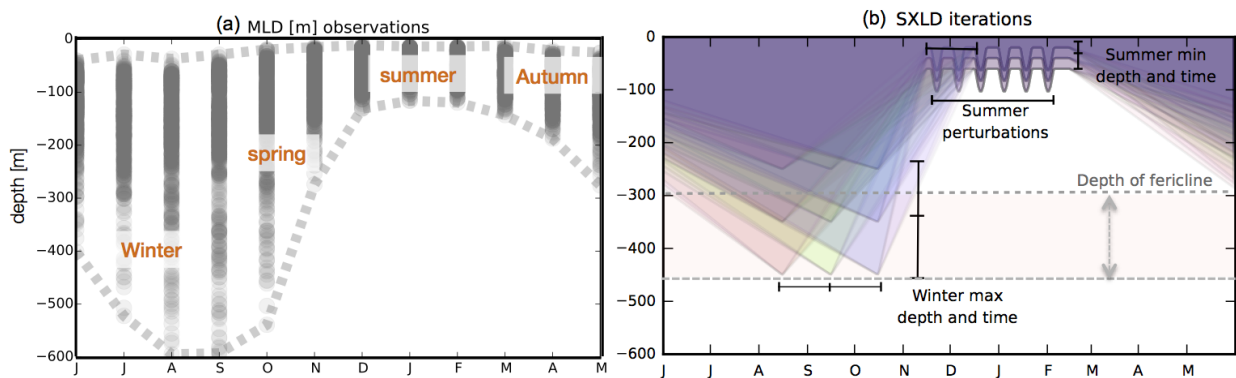 (a) MLD [m] observations
0
−100
−200
−300
−400
−500
−600
depth [m]
summer
Autumn
spring
Winter
J J A S O N D J F M A M
(b) SXLD iterations
0
−100
−200
−300
−400
−500
−600
Summer min
depth and time
Summer
perturbations
Depth of fericline
Winter max
depth and time
J J A S O N D J F M A M